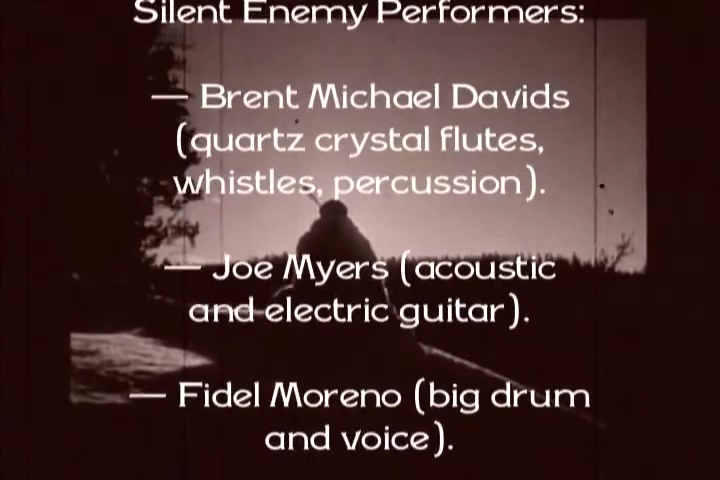 Silent Enemy Performers:
— Brent Michael Davids
(quartz crystal flutes,
whistles, percussion).
— Joe Myers (acoustic
and electric guitar).
— Fidel Moreno (big drum
and voice).